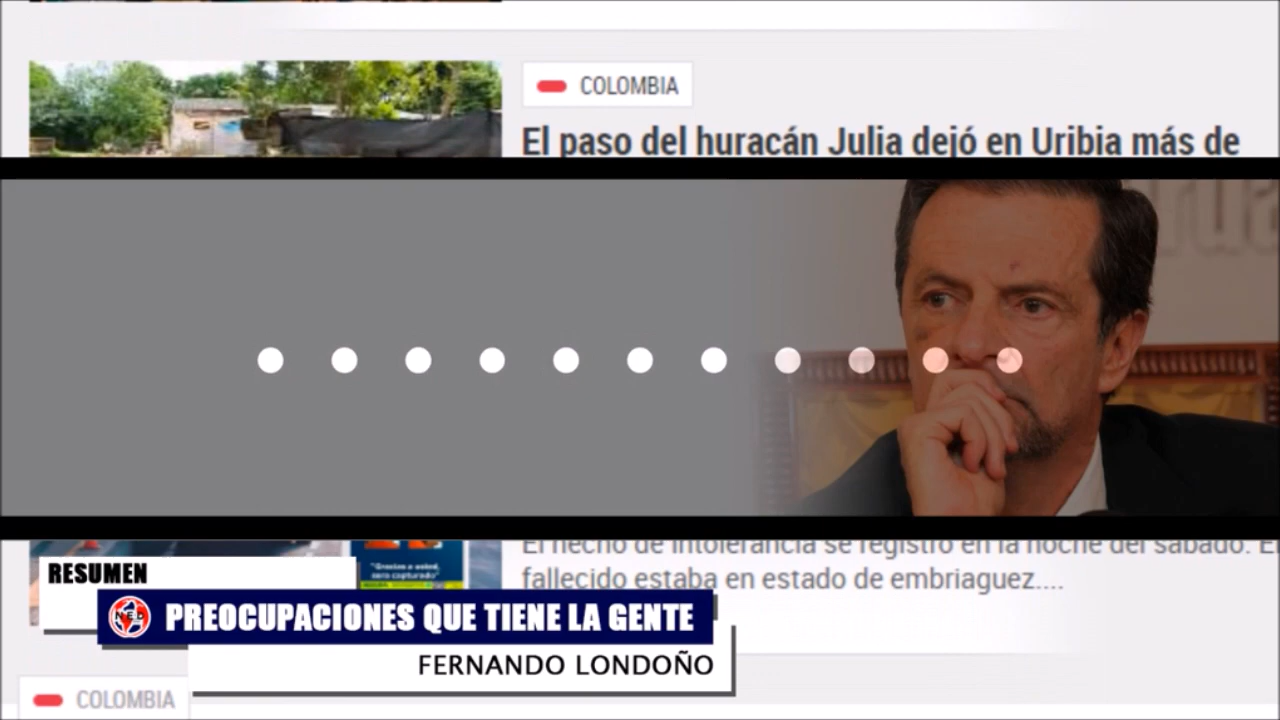 COLOMBIA
El paso del huracán Julia dejó en Uribia más de
El hecho de intolerancia se registró en la noche del sábado. E
fallecido estaba en estado de embriaguez....
RESUMEN
PREOCUPACIONES QUE TIENE LA GENTE
FERNANDO LONDOÑO
COLOMBIA